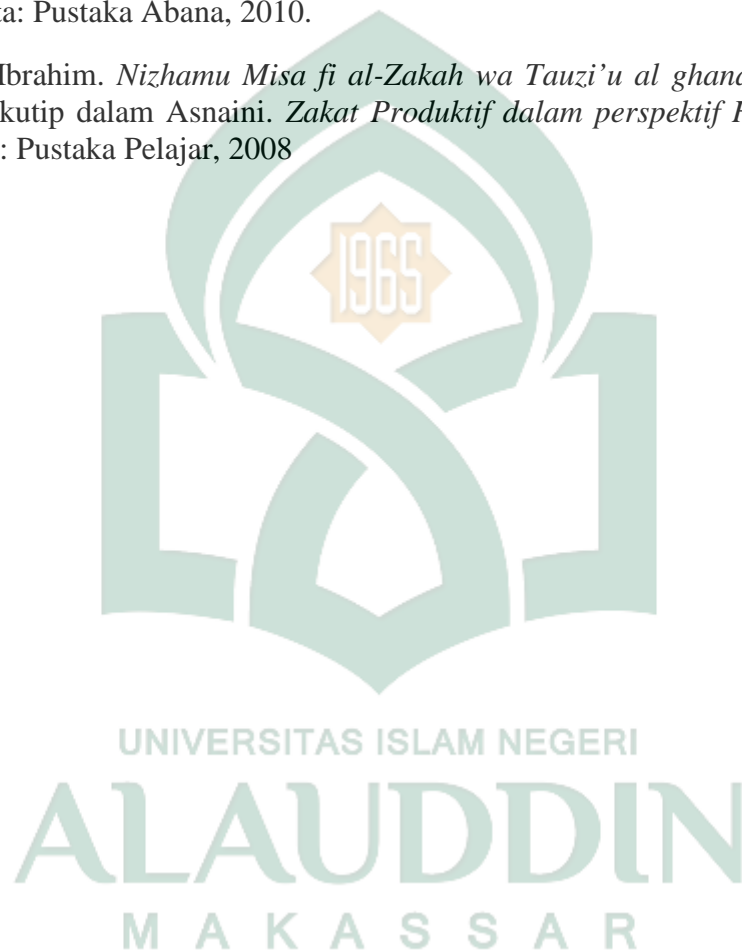 ta: Pustaka Abana, 2010.
Ibrahim. Nizhamu Misa fi al-Zakah wa Tauzi’u al ghana
kutip dalam Asnaini. Zakat Produktif dalam perspektif
: Pustaka Pelajar, 2008
1965
UNIVERSITAS ISLAM NEGERI
ALAUDDIN
MAKASSAR